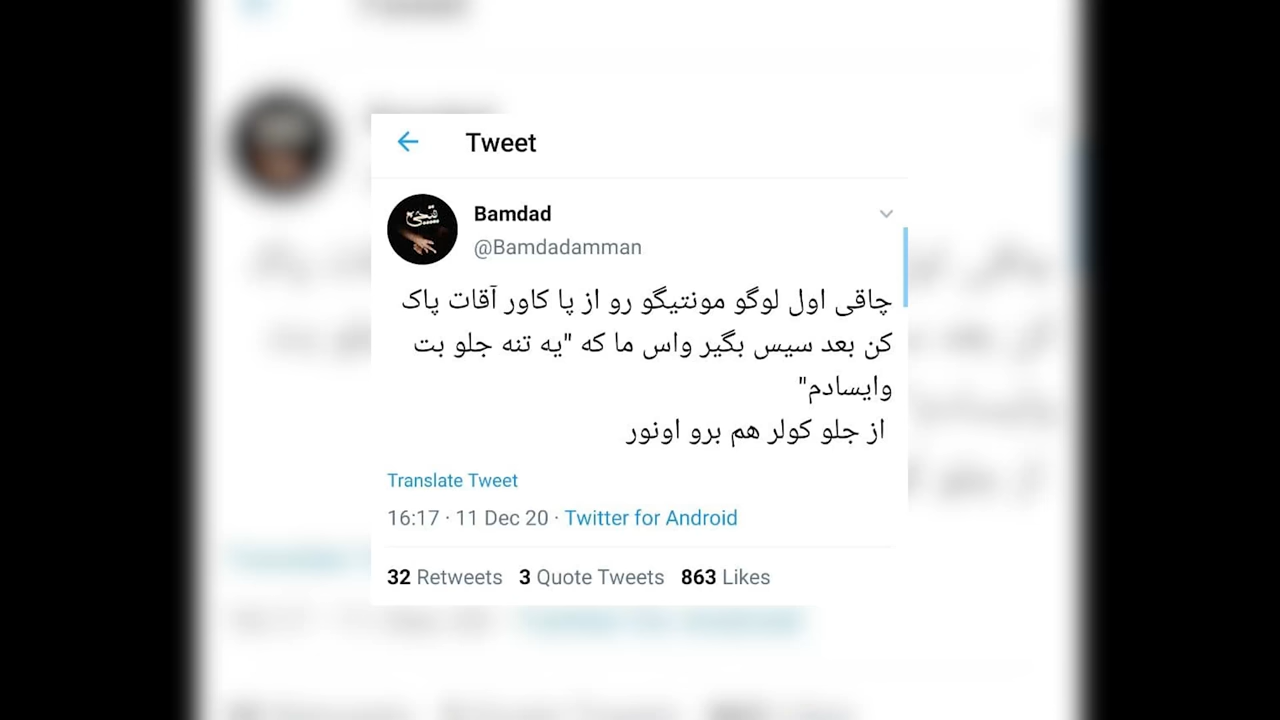 Tweet
Bamdad
@Bamdadamman
چاقی اول لوگو مونتیگو رو از پا کاور آقات پاک
کن بعد سیس بگیر واس ما که "یه تنه جلو بت
وایسادم"
از جلو کولر هم برو اونور
Translate Tweet
16:17 · 11 Dec 20 · Twitter for Android
32 Retweets 3 Quote Tweets 863 Likes